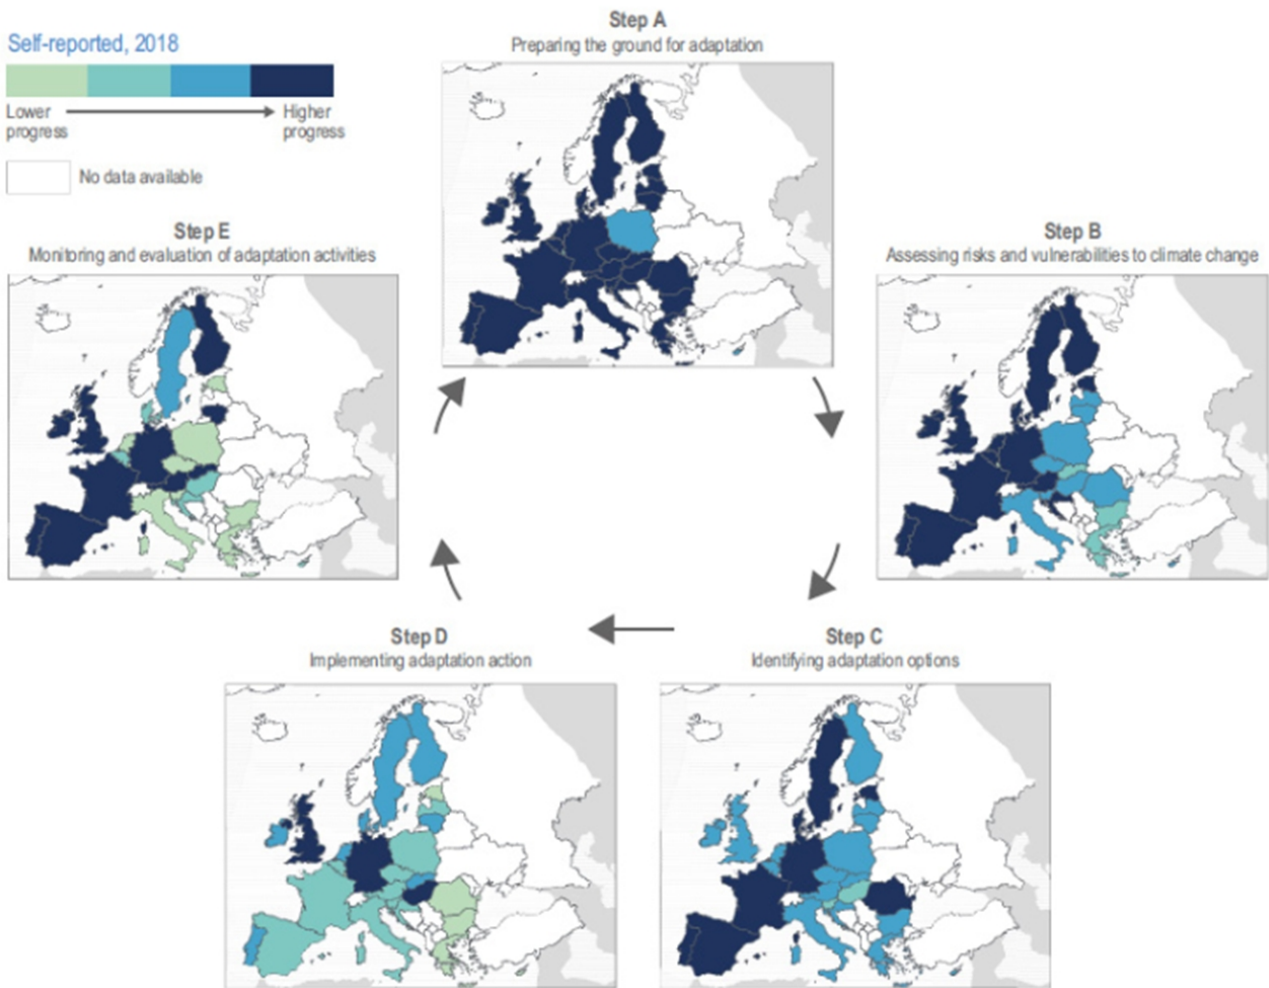 Step A
Preparing the ground for adaptation
Self-reported, 2018
Lower progress
Higher progress
No data available
Step E
Monitoring and evaluation of adaptation activities
Step B
Assessing risks and vulnerabilities to climate change
Step D
Implementing adaptation action
Step C
Identifying adaptation options